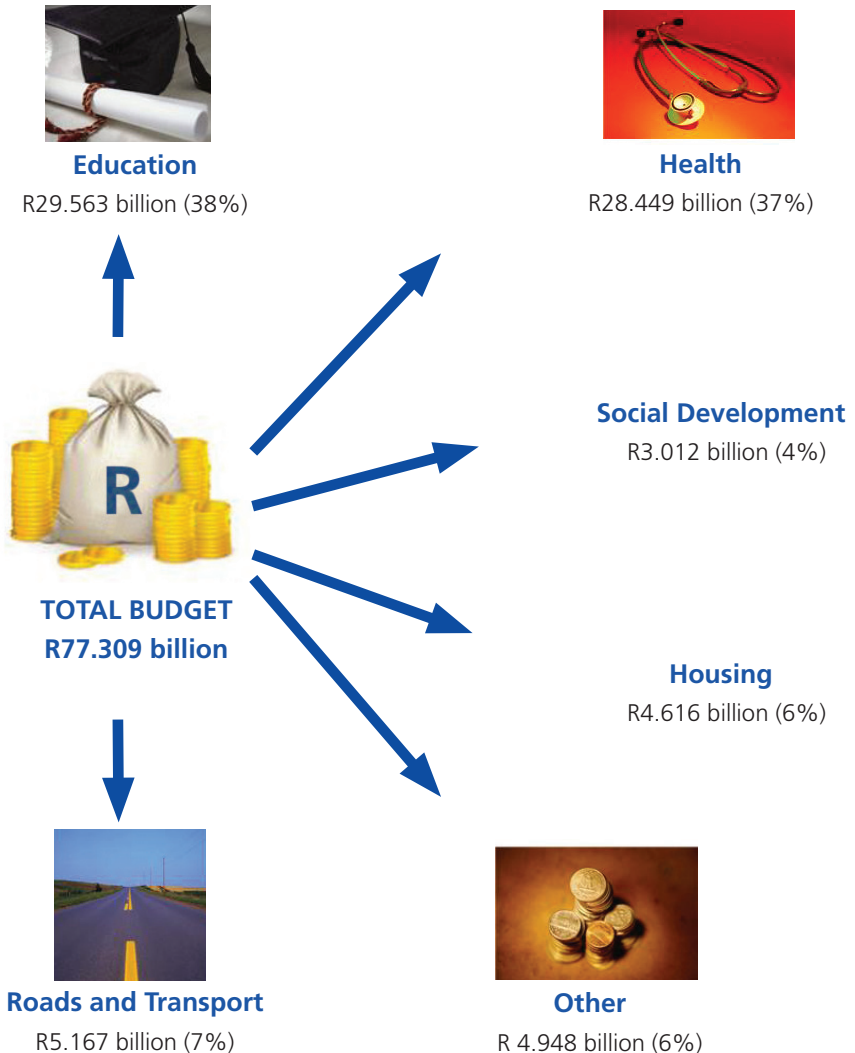 Education
R29.563 billion (38%)
Health
R28.449 billion (37%)
R
TOTAL BUDGET
R77.309 billion
Social Development
R3.012 billion (4%)
Housing
R4.616 billion (6%)
Roads and Transport
R5.167 billion (7%)
Other
R 4.948 billion (6%)